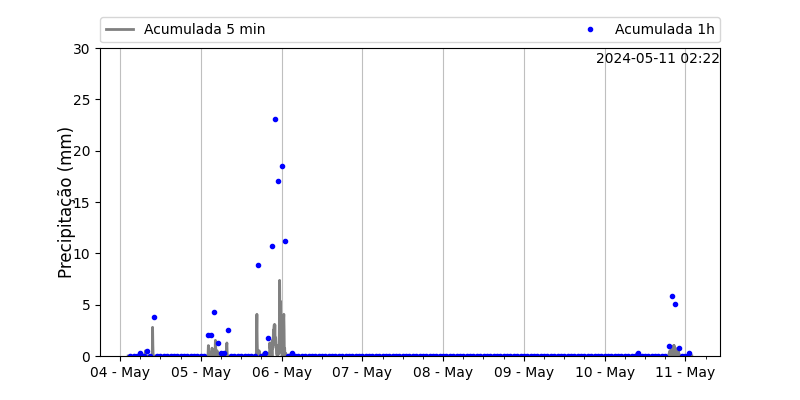 Acumulada 5 min
Acumulada 1h
2024-05-11 02:22
Precipitação (mm)
30
25
20
15
10
5
0
04 - May 05 - May 06 - May 07 - May 08 - May 09 - May 10 - May 11 - May